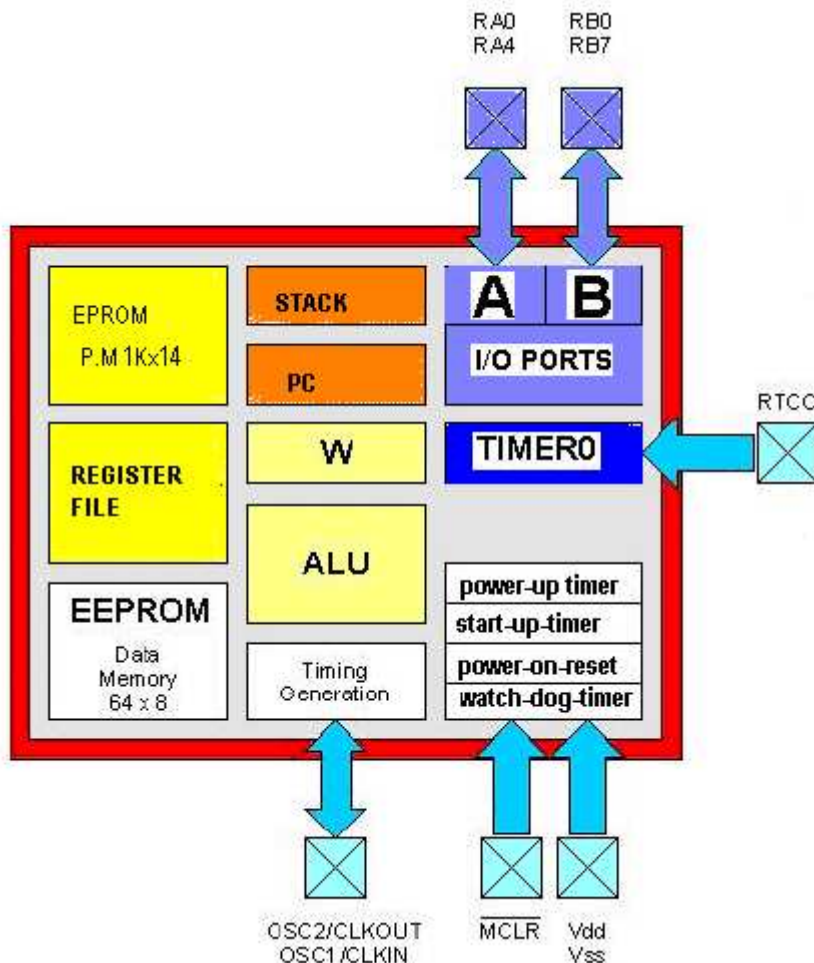 RA0
RA4
RB0
RB7
EPROM
P.M 1Kx14
STACK
A
B
PC
I/O PORTS
RTCC
REGISTER
FILE
W
TIMER0
ALU
EEPROM
Data
Memory
64 x 8
Timing
Generation
power-up timer
start-up-timer
power-on-reset
watch-dog-timer
OSC2/CLKOUT
OSC1/CLKIN
MCLR
Vdd
Vss